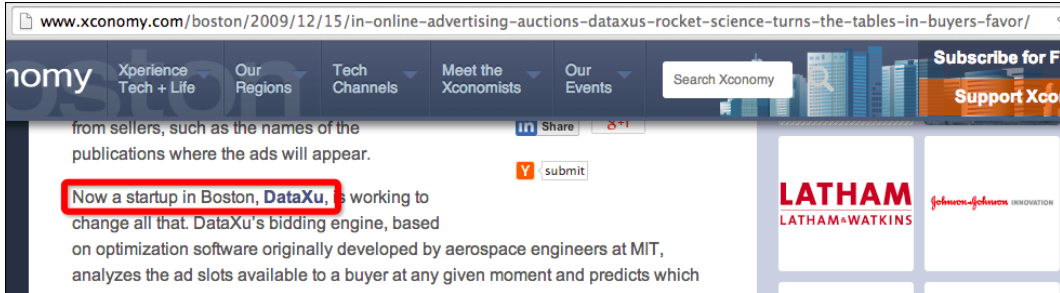 www.xconomy.com/boston/2009/12/15/in-online-advertising-auctions-dataxus-rocket-science-turns-the-tables-in-buyers-favor/
nomy
boston
Xperience Tech + Life
Our Regions
Tech Channels
Meet the Xconomists
Our Events
Search Xconomy
Subscribe for F
Support Xco
from sellers, such as the names of the
publications where the ads will appear.
in Share
g+1
Y submit
Now a startup in Boston, DataXu, is working to
change all that. DataXu's bidding engine, based
on optimization software originally developed by aerospace engineers at MIT,
analyzes the ad slots available to a buyer at any given moment and predicts which
LATHAM
LATHAM&WATKINS
Johnson&Johnson INNOVATION